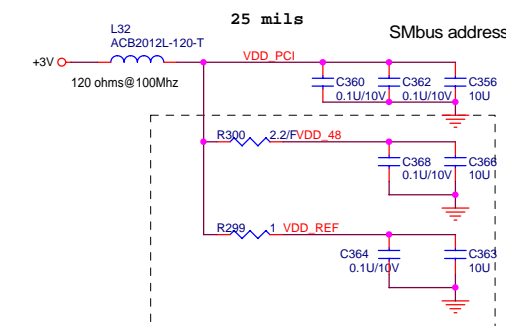 25 mils
SMbus address
L32
ACB2012L-120-T
+3V
VDD_PCI
120 ohms@100Mhz
C360
0.1U/10V
C362
0.1U/10V
C356
10U
R300
2.2/F
VDD_48
C368
0.1U/10V
C366
10U
R299
1
VDD_REF
C364
0.1U/10V
C363
10U